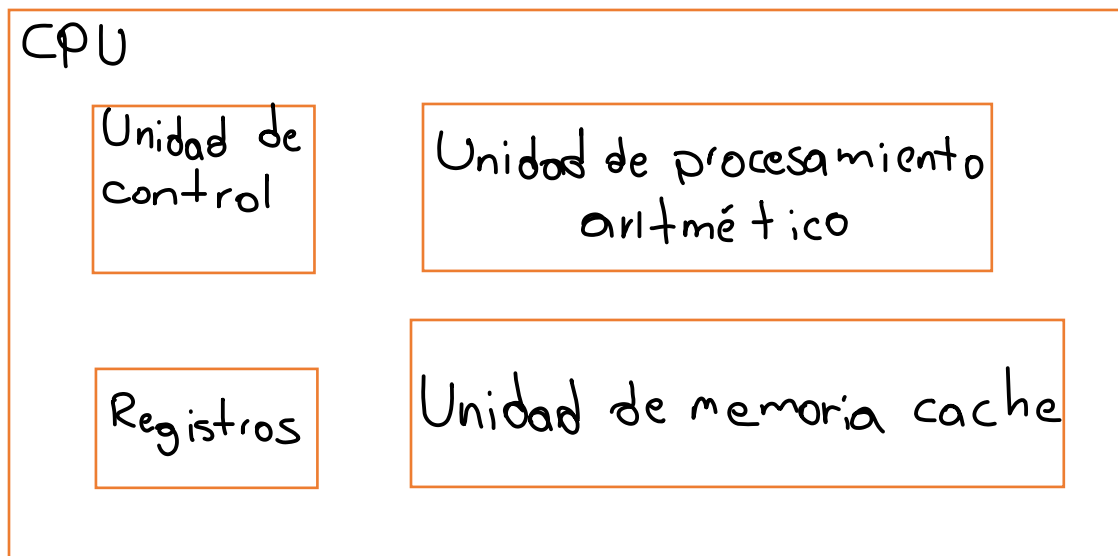 CPU
Unidad de
control
Unidad de procesamiento
aritmético
Registros
Unidad de memoria cache